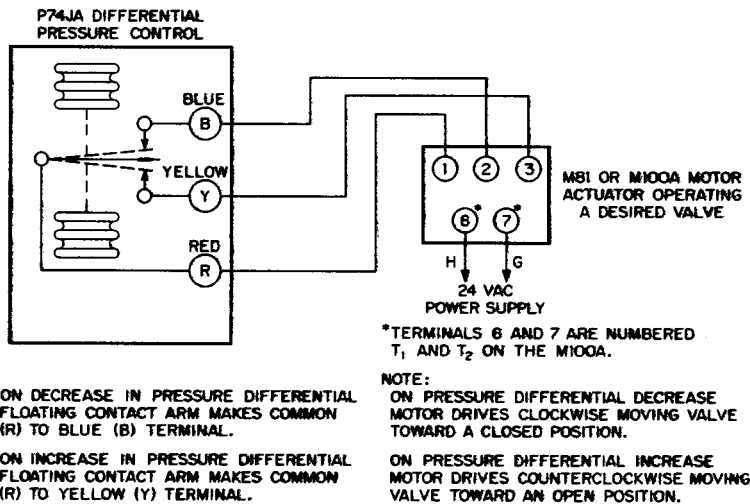 P74JA DIFFERENTIAL
PRESSURE CONTROL
BLUE
B
YELLOW
Y
RED
R
1 2 3
6* 7*
H G
24 VAC
POWER SUPPLY
M81 OR M100A MOTOR
ACTUATOR OPERATING
A DESIRED VALVE
*TERMINALS 6 AND 7 ARE NUMBERED
T1 AND T2 ON THE M100A.
ON DECREASE IN PRESSURE DIFFERENTIAL
FLOATING CONTACT ARM MAKES COMMON
(R) TO BLUE (B) TERMINAL.
ON INCREASE IN PRESSURE DIFFERENTIAL
FLOATING CONTACT ARM MAKES COMMON
(R) TO YELLOW (Y) TERMINAL.
NOTE:
ON PRESSURE DIFFERENTIAL DECREASE
MOTOR DRIVES CLOCKWISE MOVING VALVE
TOWARD A CLOSED POSITION.
ON PRESSURE DIFFERENTIAL INCREASE
MOTOR DRIVES COUNTERCLOCKWISE MOVING
VALVE TOWARD AN OPEN POSITION.